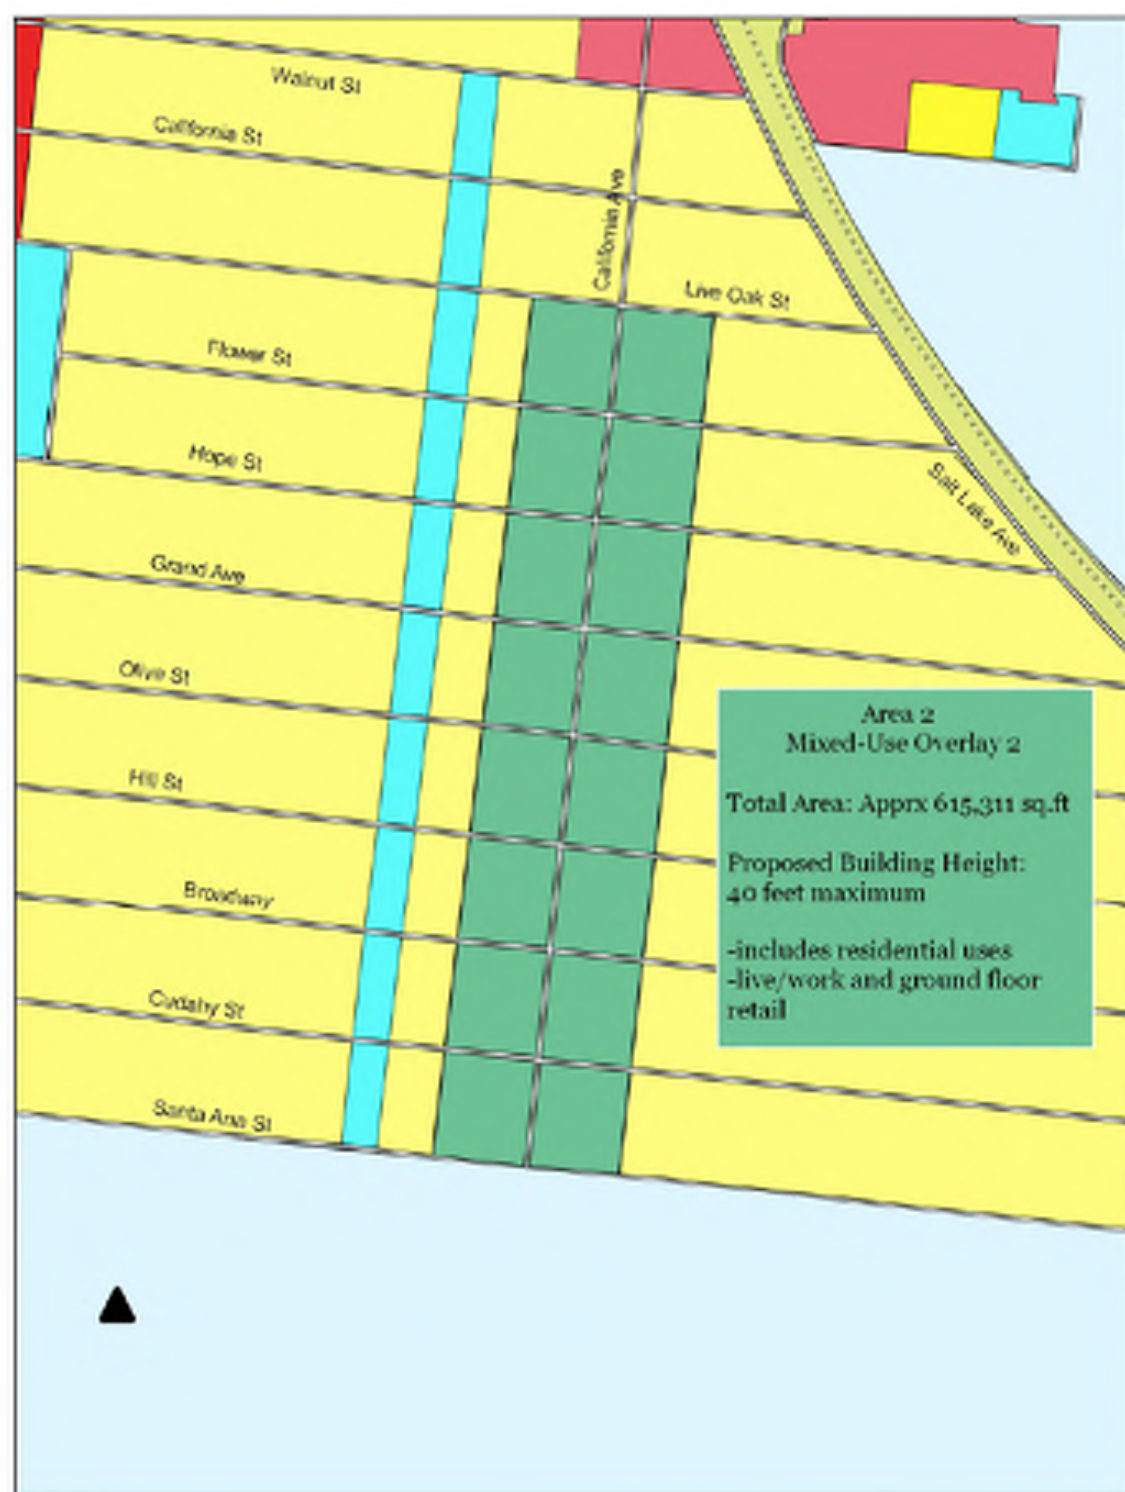 Walnut St
California St
California Ave
Live Oak St
Flower St
Hope St
Salt Lake Ave
Grand Ave
Olive St
Hill St
Broadway
Cudahy St
Santa Ana St
Area 2
Mixed-Use Overlay 2
Total Area: Apprx 615,311 sq.ft
Proposed Building Height:
40 feet maximum
-includes residential uses
-live/work and ground floor
retail